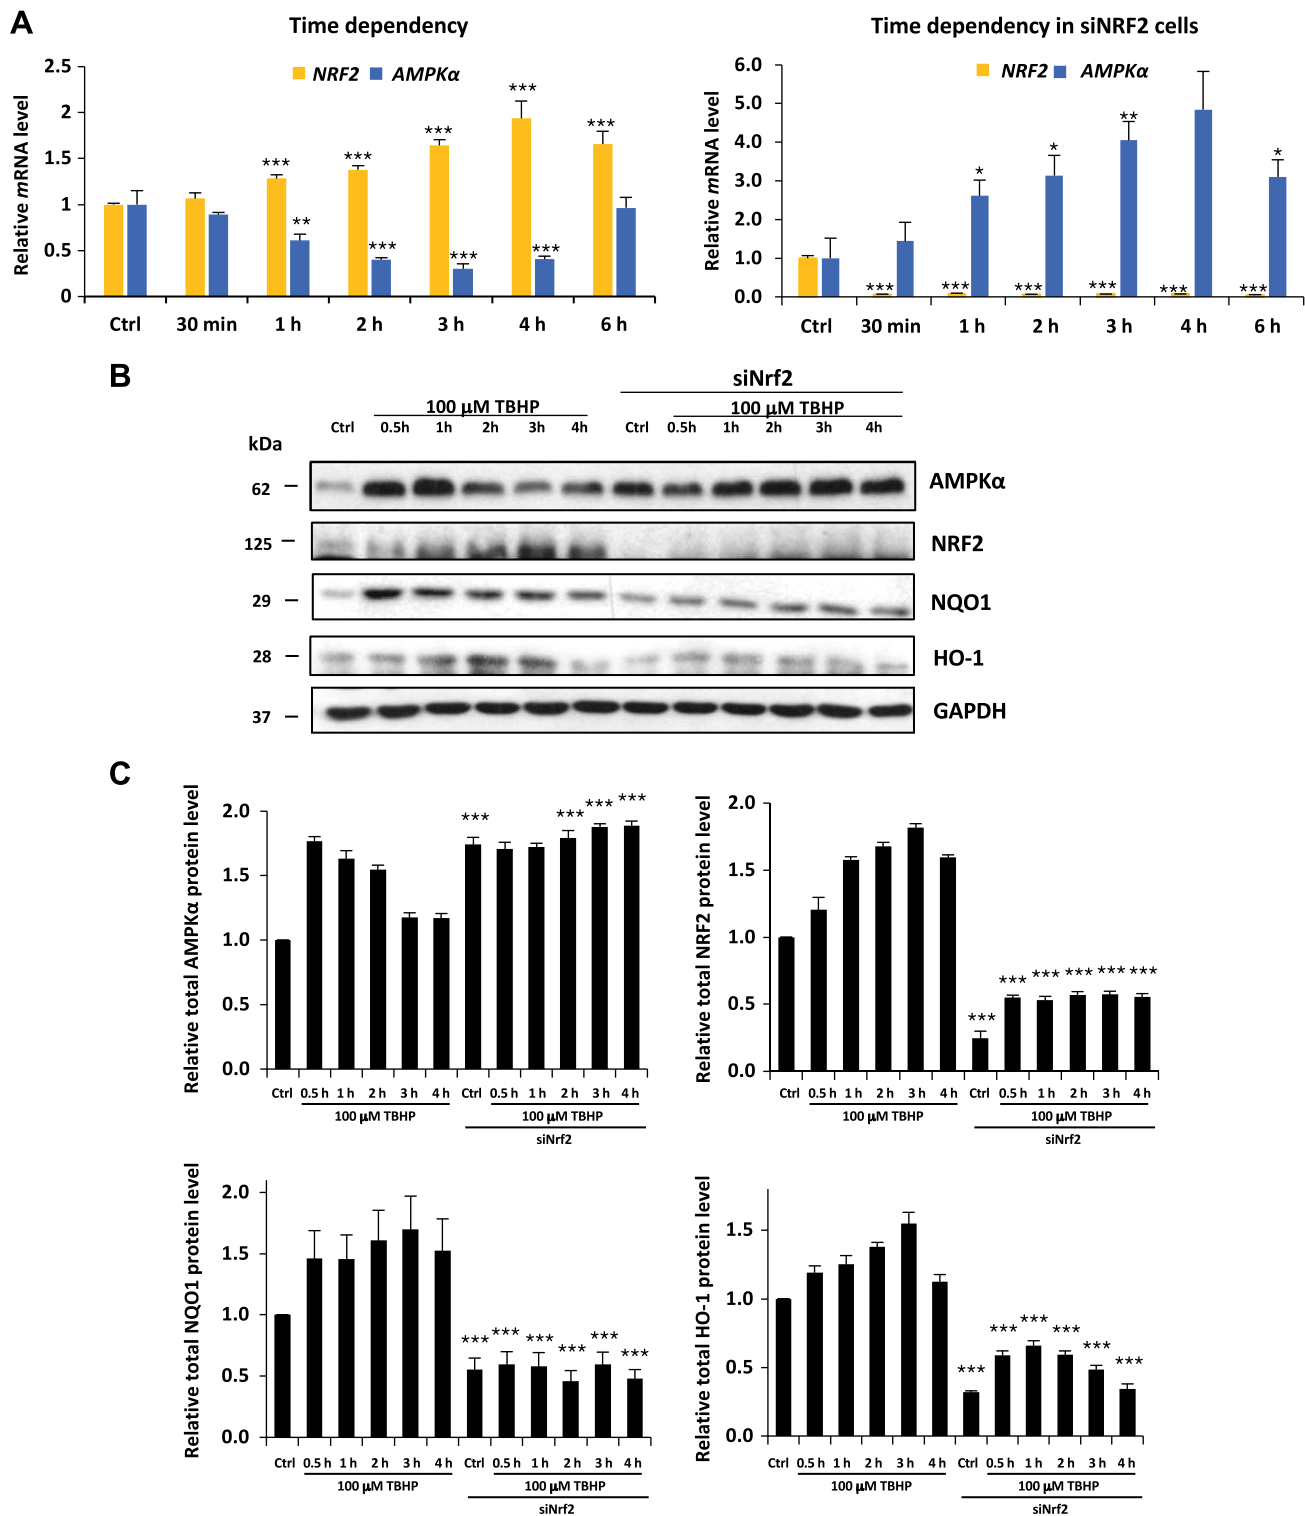 A
Time dependency
NRF2 AMPKα
Relative mRNA level
2.5
2
1.5
1
0.5
0
*** *** *** *** ***
** *** *** ***
Ctrl 30 min 1 h 2 h 3 h 4 h 6 h
Time dependency in siNRF2 cells
NRF2 AMPKα
Relative mRNA level
6.0
5.0
4.0
3.0
2.0
1.0
0.0
* * ** *
*** *** *** *** *** ***
Ctrl 30 min 1 h 2 h 3 h 4 h 6 h
B
siNrf2
100 µM TBHP 100 µM TBHP
Ctrl 0.5h 1h 2h 3h 4h Ctrl 0.5h 1h 2h 3h 4h
kDa
62 AMPKα
125 NRF2
29 NQO1
28 HO-1
37 GAPDH
C
Relative total AMPKα protein level
2.0
1.5
1.0
0.5
0.0
*** *** *** ***
Ctrl 0.5 h 1 h 2 h 3 h 4 h Ctrl 0.5 h 1 h 2 h 3 h 4 h
100 µM TBHP 100 µM TBHP
siNrf2
Relative total NRF2 protein level
2.0
1.5
1.0
0.5
0.0
*** *** *** *** *** ***
Ctrl 0.5 h 1 h 2 h 3 h 4 h Ctrl 0.5 h 1 h 2 h 3 h 4 h
100 µM TBHP 100 µM TBHP
siNrf2
Relative total NQO1 protein level
2.0
1.5
1.0
0.5
0.0
*** *** *** *** *** ***
Ctrl 0.5 h 1 h 2 h 3 h 4 h Ctrl 0.5 h 1 h 2 h 3 h 4 h
100 µM TBHP 100 µM TBHP
siNrf2
Relative total HO-1 protein level
1.5
1.0
0.5
0.0
*** *** *** *** *** ***
Ctrl 0.5 h 1 h 2 h 3 h 4 h Ctrl 0.5 h 1 h 2 h 3 h 4 h
100 µM TBHP 100 µM TBHP
siNrf2